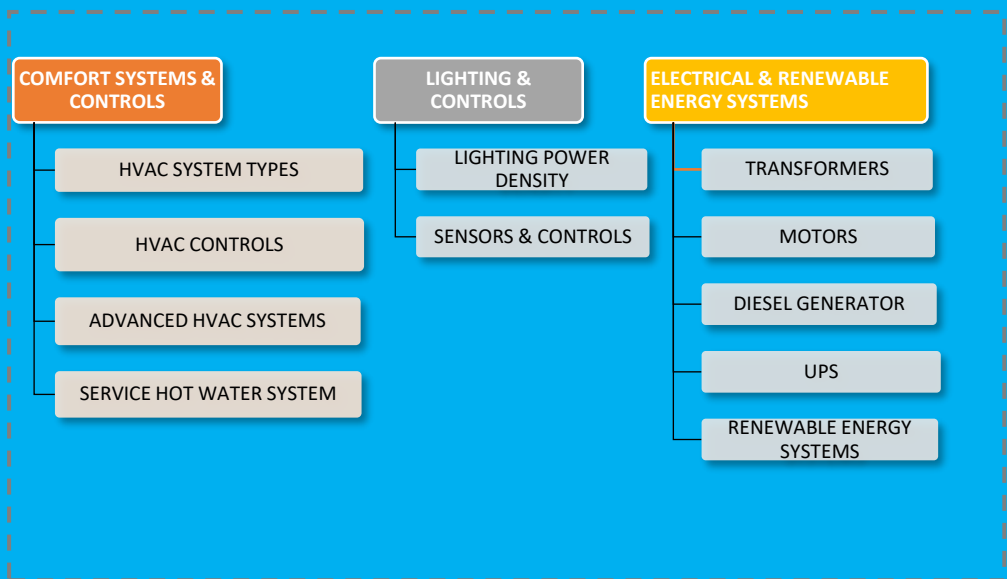 COMFORT SYSTEMS &
CONTROLS
HVAC SYSTEM TYPES
HVAC CONTROLS
ADVANCED HVAC SYSTEMS
SERVICE HOT WATER SYSTEM
LIGHTING &
CONTROLS
LIGHTING POWER
DENSITY
SENSORS & CONTROLS
ELECTRICAL & RENEWABLE
ENERGY SYSTEMS
TRANSFORMERS
MOTORS
DIESEL GENERATOR
UPS
RENEWABLE ENERGY
SYSTEMS